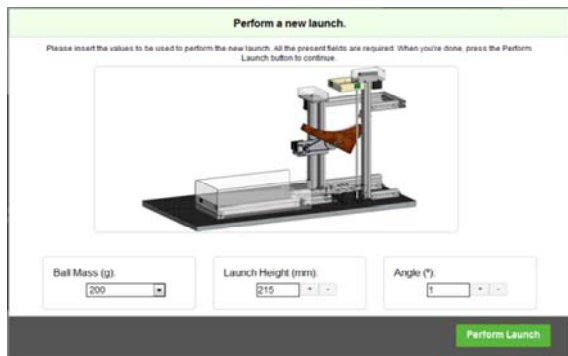 Perform a new launch.
Please insert the values to be used to perform the new launch. All the present fields are required. When you're done, press the Perform
Launch button to continue.
Ball Mass (g).
200
Launch Height (mm).
215
+ -
Angle (º).
1
+ -
Perform Launch